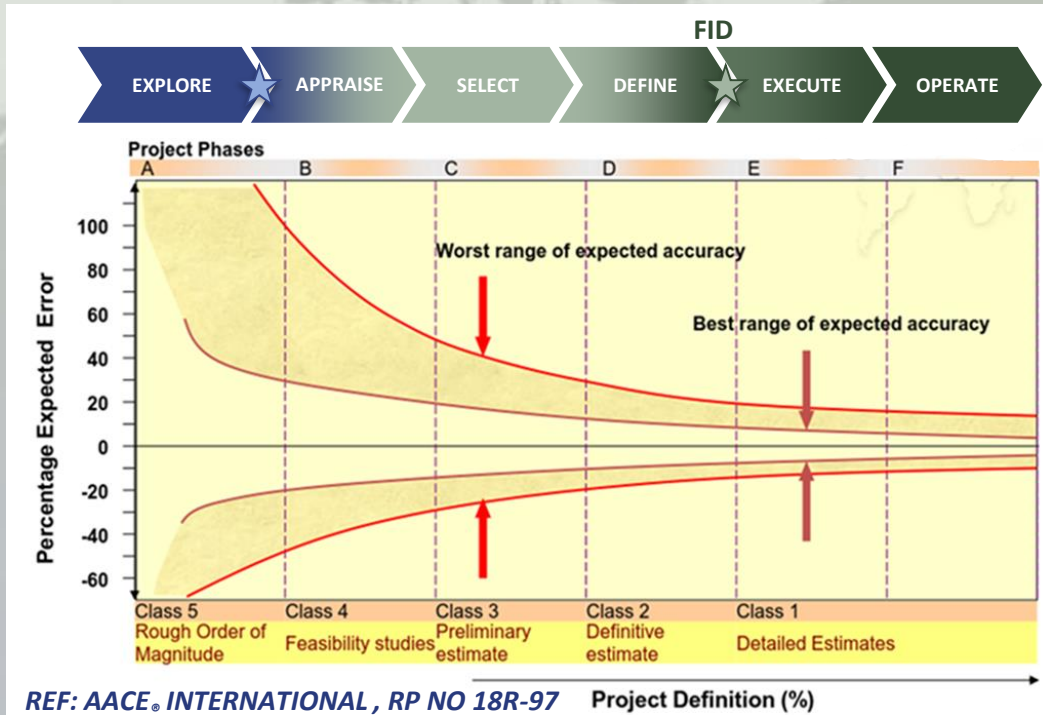 FID
EXPLORE
APPRAISE
SELECT
DEFINE
EXECUTE
OPERATE
Project Phases
A
B
C
D
E
F
Percentage Expected Error
100
80
60
40
20
0
-20
-40
-60
Worst range of expected accuracy
Best range of expected accuracy
Class 5
Class 4
Class 3
Class 2
Class 1
Rough Order of
Magnitude
Feasibility studies
Preliminary
estimate
Definitive
estimate
Detailed Estimates
REF: AACE® INTERNATIONAL , RP NO 18R-97
Project Definition (%)